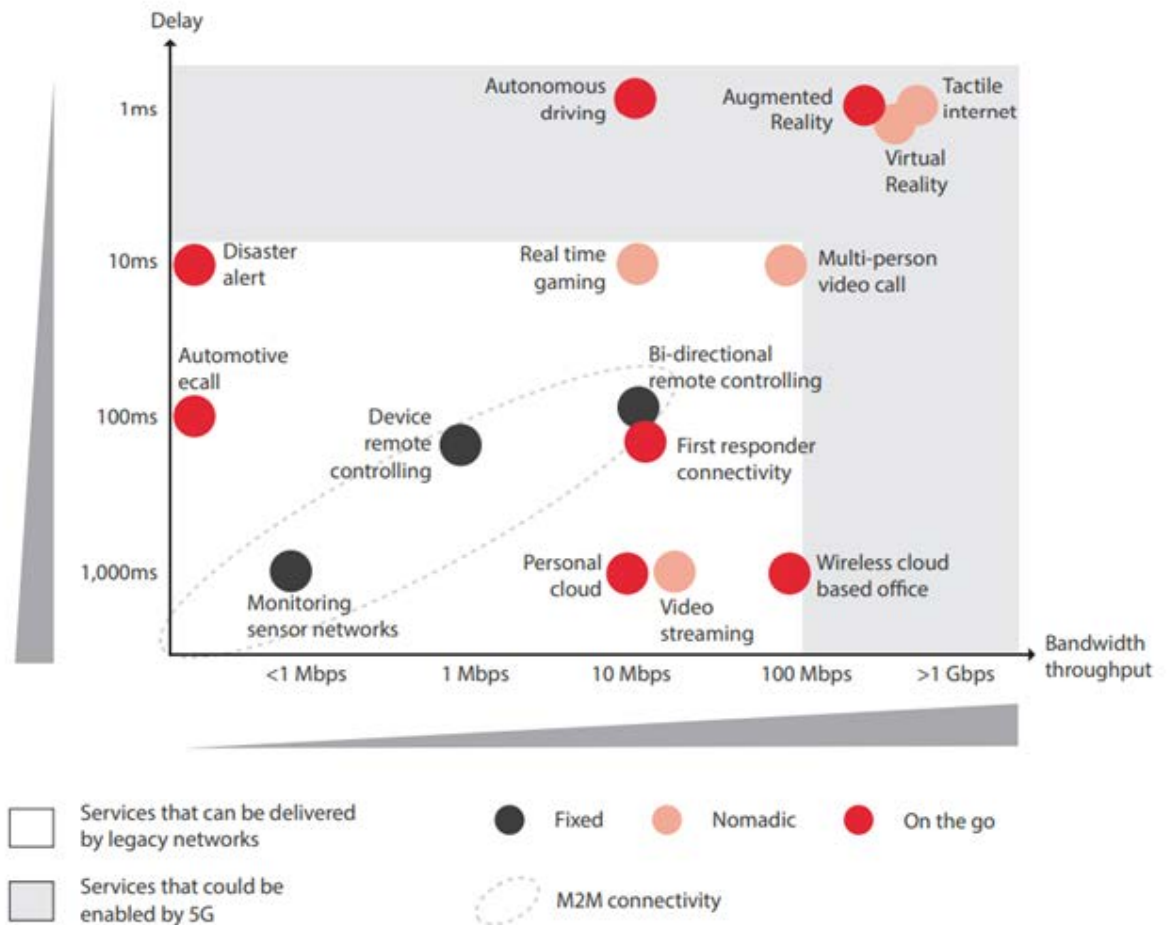 Delay
1ms
Autonomous
driving
Augmented
Reality
Tactile
internet
Virtual
Reality
10ms
Disaster
alert
Real time
gaming
Multi-person
video call
Automotive
ecall
Bi-directional
remote controlling
100ms
Device
remote
controlling
First responder
connectivity
1,000ms
Monitoring
sensor networks
Personal
cloud
Video
streaming
Wireless cloud
based office
Bandwidth
throughput
<1 Mbps
1 Mbps
10 Mbps
100 Mbps
>1 Gbps
Services that can be delivered
by legacy networks
Fixed
Nomadic
On the go
Services that could be
enabled by 5G
M2M connectivity